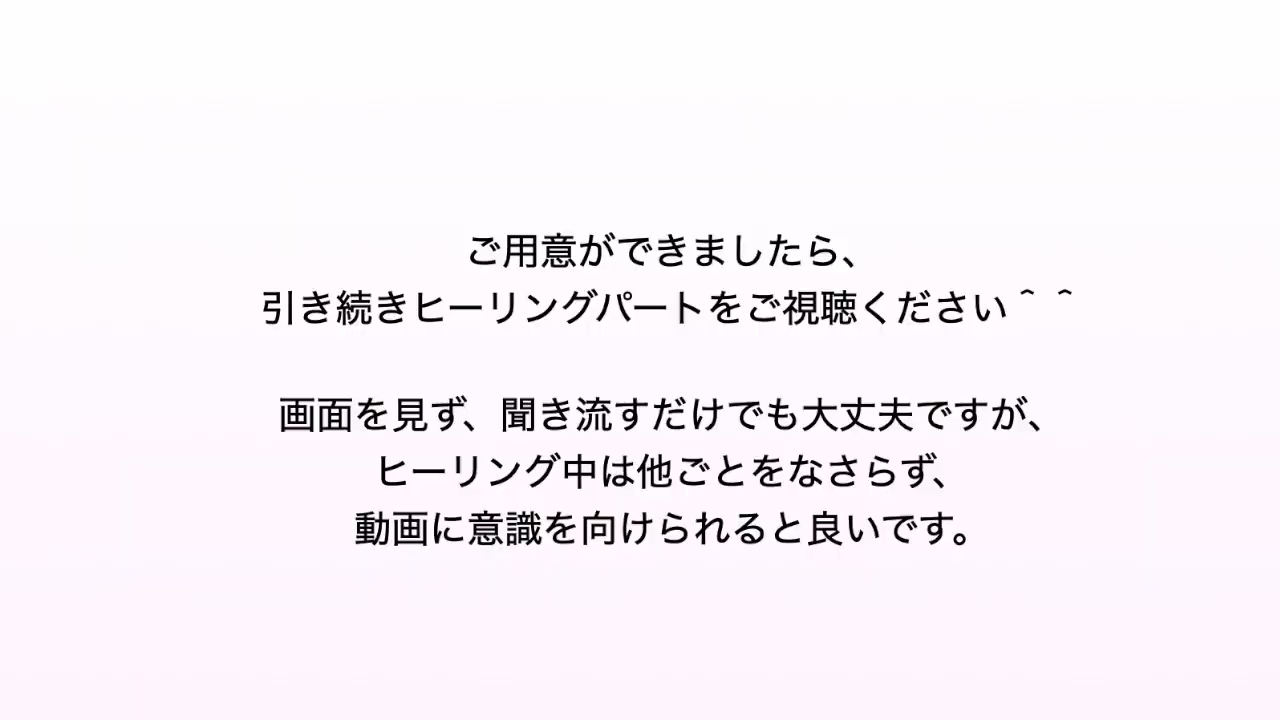 ご用意ができましたら、
引き続きヒーリングパートをご視聴ください＾＾
画面を見ず、聞き流すだけでも大丈夫ですが、
ヒーリング中は他ごとをなさらず、
動画に意識を向けられると良いです。